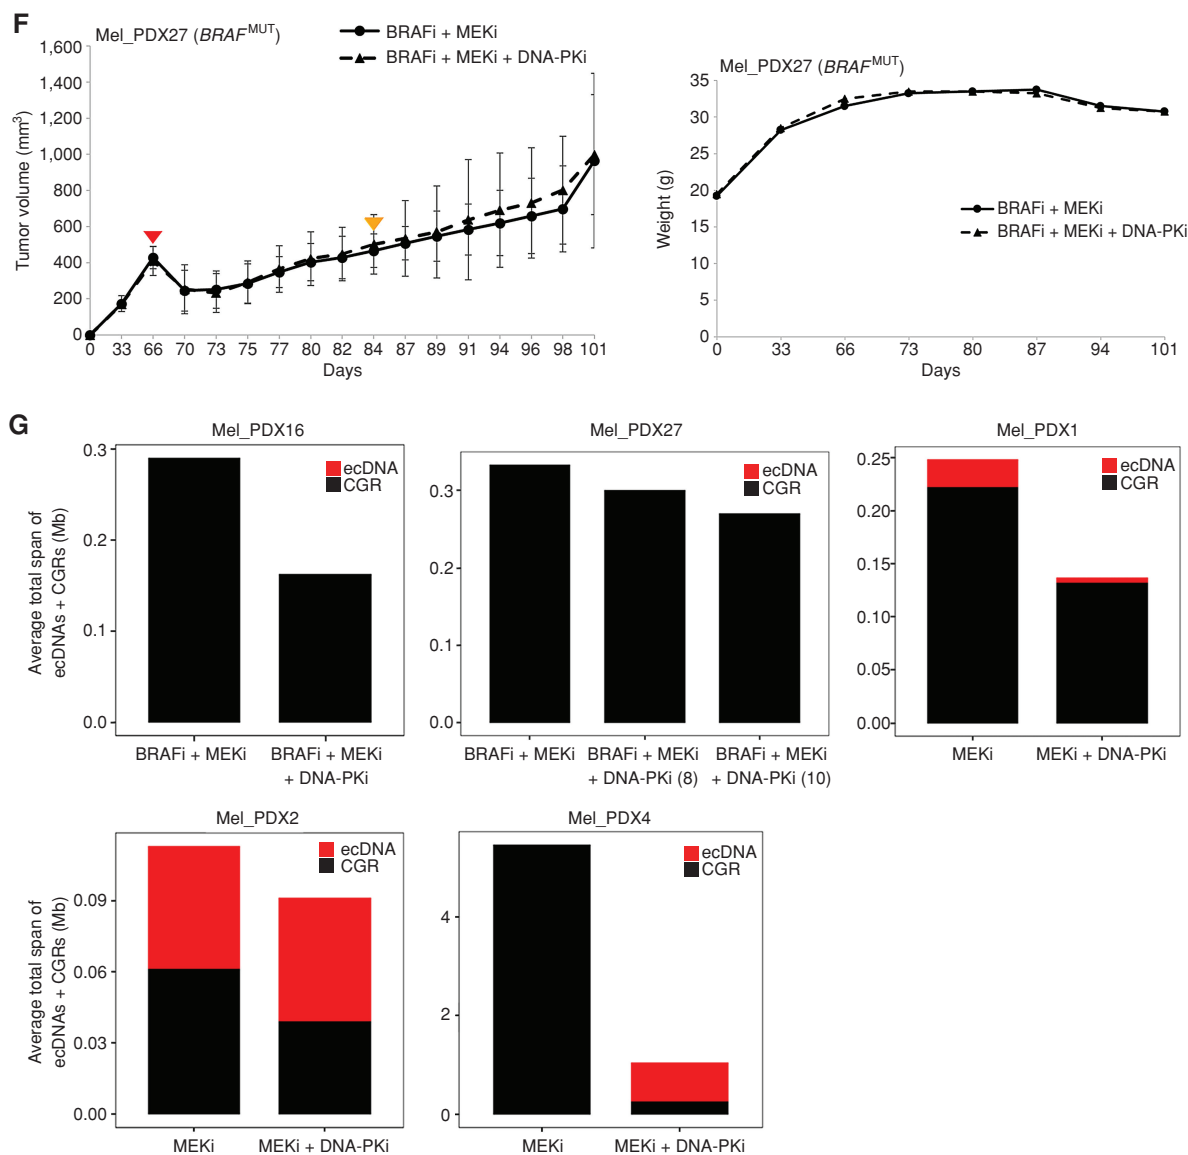 F
Mel_PDX27 (BRAF^MUT)
BRAFi + MEKi
BRAFi + MEKi + DNA-PKi
Tumor volume (mm³)
1,600
1,400
1,200
1,000
800
600
400
200
0
0 33 66 70 73 75 77 80 82 84 87 89 91 94 96 98 101
Days
Mel_PDX27 (BRAF^MUT)
Weight (g)
35
30
25
20
15
10
5
0
BRAFi + MEKi
BRAFi + MEKi + DNA-PKi
0 33 66 73 80 87 94 101
Days
G
Average total span of
ecDNAs + CGRs (Mb)
Mel_PDX16
0.3
0.2
0.1
0.0
ecDNA
CGR
BRAFi + MEKi
BRAFi + MEKi
+ DNA-PKi
Mel_PDX27
0.3
0.2
0.1
0.0
ecDNA
CGR
BRAFi + MEKi
BRAFi + MEKi
+ DNA-PKi (8)
BRAFi + MEKi
+ DNA-PKi (10)
Mel_PDX1
0.25
0.20
0.15
0.10
0.05
0.00
ecDNA
CGR
MEKi
MEKi + DNA-PKi
Average total span of
ecDNAs + CGRs (Mb)
Mel_PDX2
0.09
0.06
0.03
0.00
ecDNA
CGR
MEKi
MEKi + DNA-PKi
Mel_PDX4
4
2
0
ecDNA
CGR
MEKi
MEKi + DNA-PKi